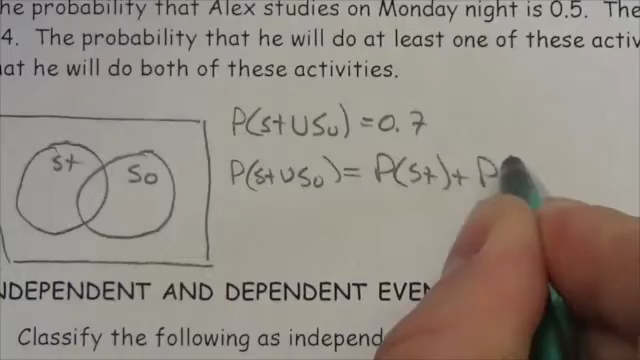 he probability that Alex studies on Monday night is 0.5. The
4. The probability that he will do at least one of these activ
at he will do both of these activities.
P(St∪So) = 0.7
P(St∪So) = P(St) + P
St
So
NDEPENDENT AND DEPENDENT EVEN
Classify the following as independ